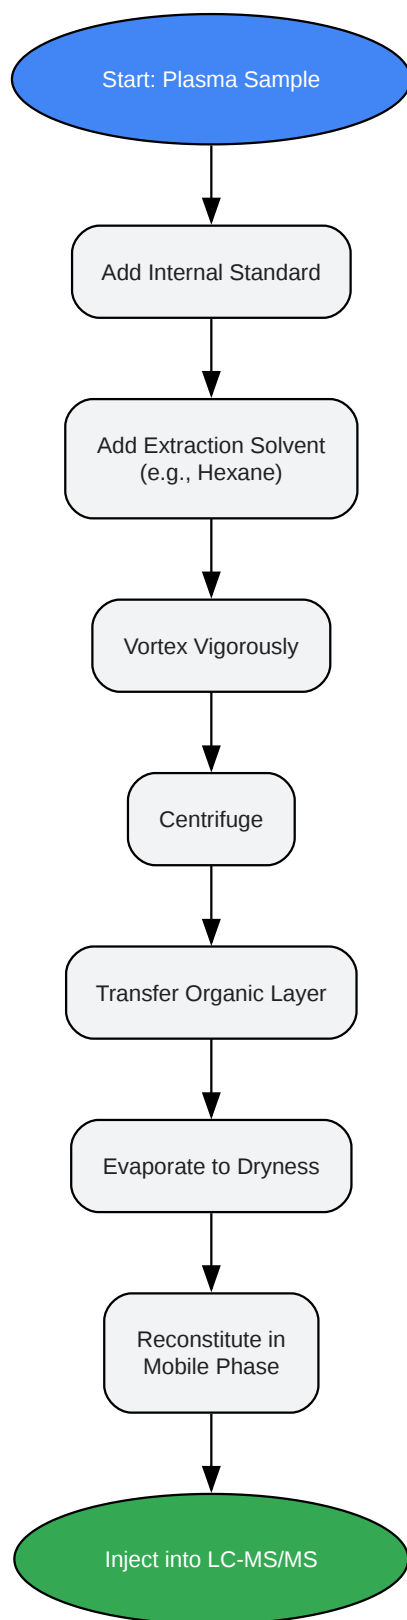 Start: Plasma Sample
Add Internal Standard
Add Extraction Solvent
(e.g., Hexane)
Vortex Vigorously
Centrifuge
Transfer Organic Layer
Evaporate to Dryness
Reconstitute in
Mobile Phase
Inject into LC-MS/MS